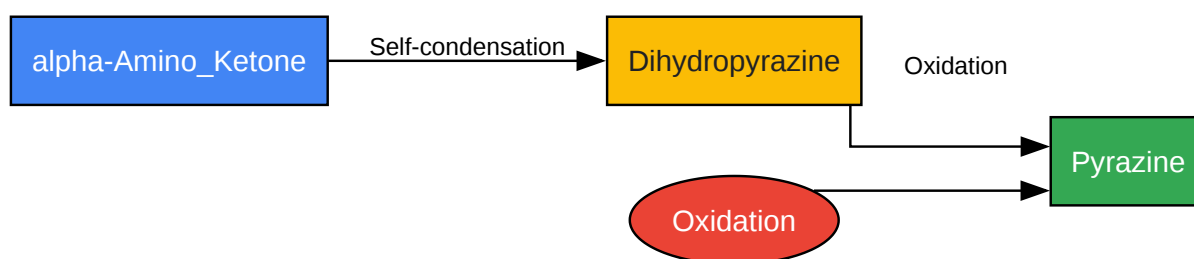 alpha-Amino_Ketone
Self-condensation
Dihydropyrazine
Oxidation
Pyrazine
Oxidation